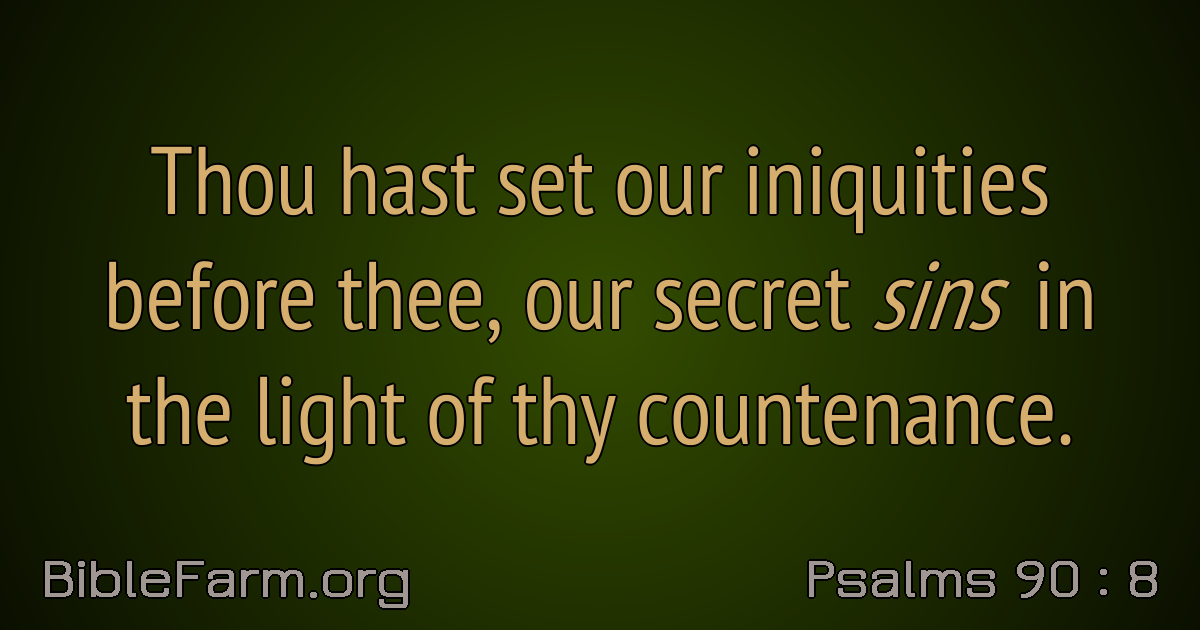 Thou hast set our iniquities
before thee, our secret sins in
the light of thy countenance.
BibleFarm.org
Psalms 90 : 8